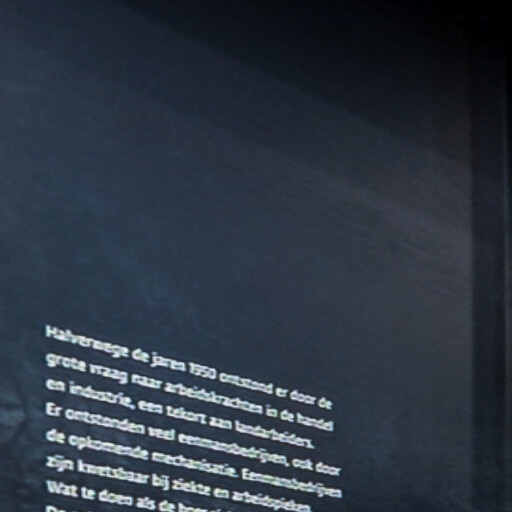 Halverwege de jaren 1950 ontstond er door de
grote vraag naar arbeidskrachten in de handel
en industrie, een tekort aan landarbeiders.
Er ontstonden veel eenmansbedrijven, ook door
de opkomende mechanisatie. Eenmansbedrijven
zijn kwetsbaar bij ziekte en arbeidspieken.
Wat te doen als de boer